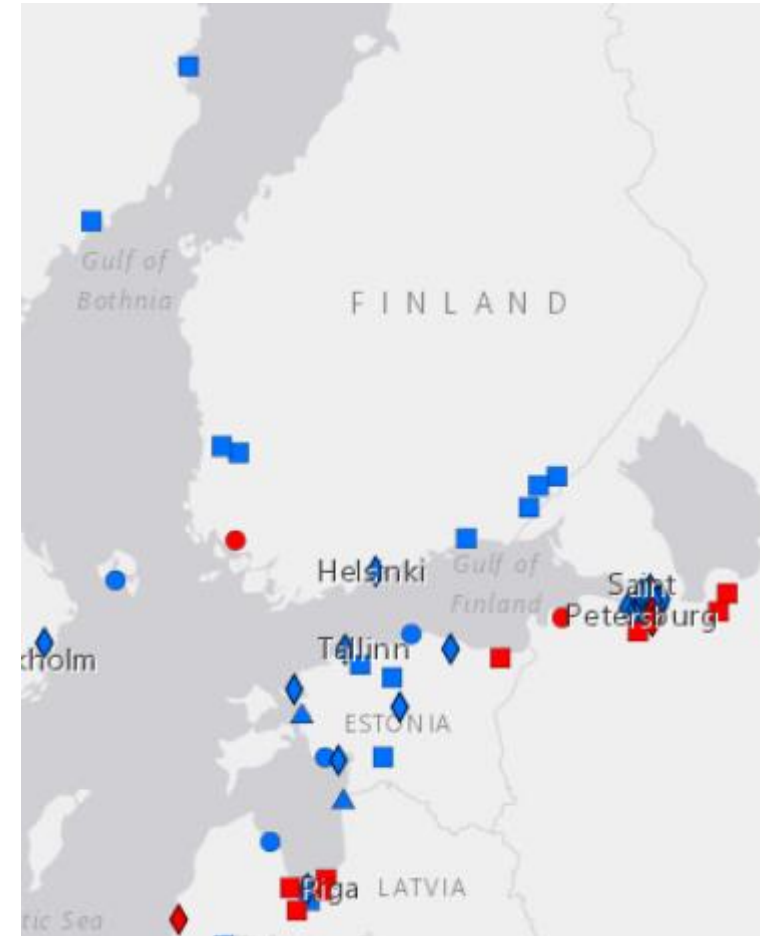 Gulf of
Bothnia
FINLAND
Helsinki
Gulf of
Finland
Saint
Petersburg
kholm
Tallinn
ESTONIA
Riga
LATVIA
tic Sea